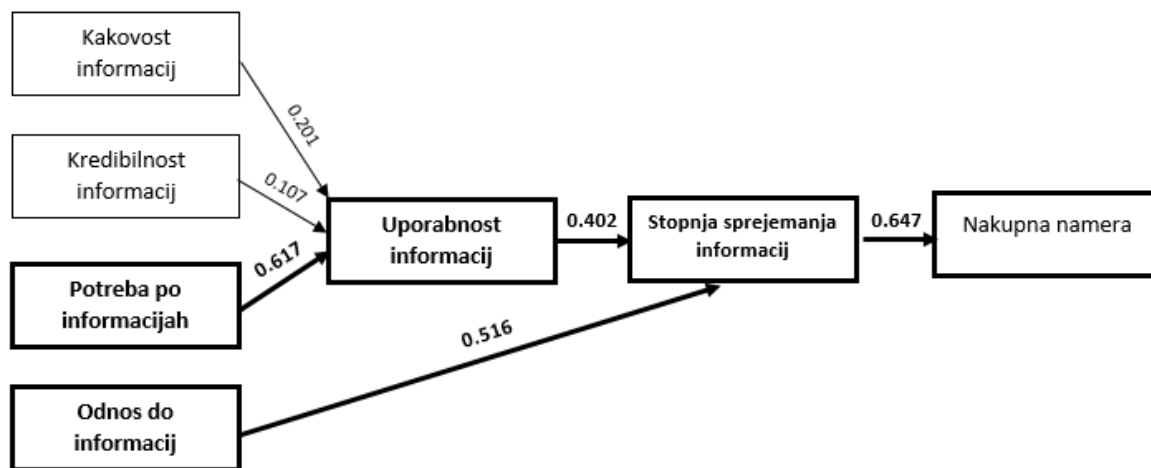 Kakovost
informacij
0.201
Kredibilnost
informacij
0.107
Uporabnost
informacij
0.402
Stopnja sprejemanja
informacij
0.647
Nakupna namera
0.617
Potreba po
informacijah
0.516
Odnos do
informacij